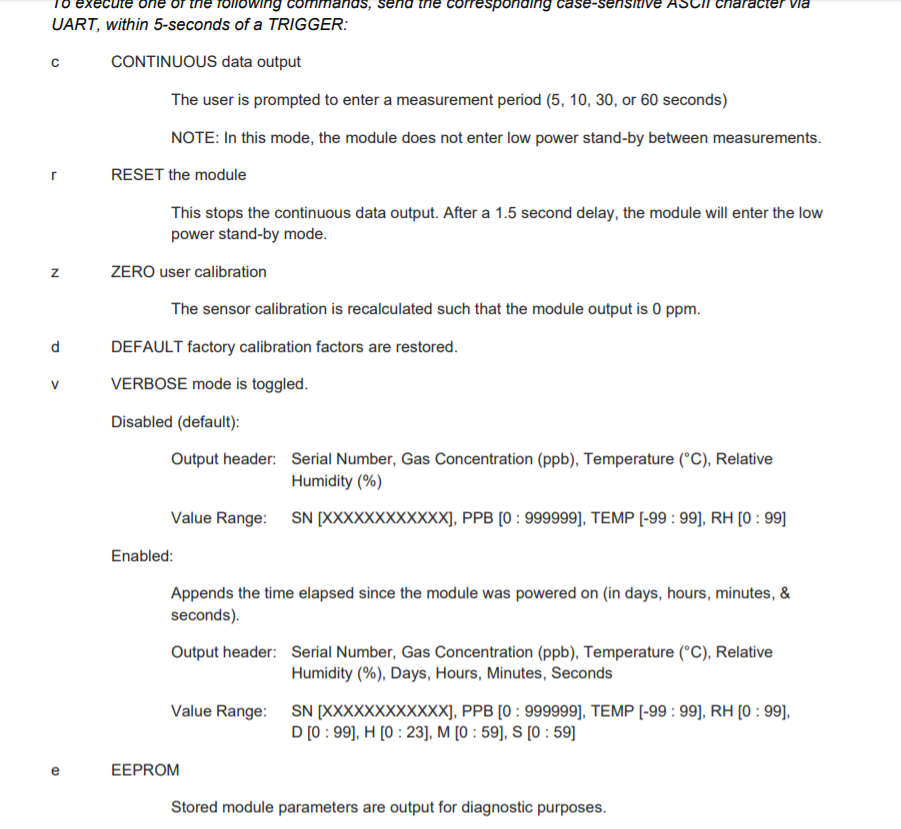 To execute one of the following commands, send the corresponding case-sensitive ASCII character via
UART, within 5-seconds of a TRIGGER:
c CONTINUOUS data output
The user is prompted to enter a measurement period (5, 10, 30, or 60 seconds)
NOTE: In this mode, the module does not enter low power stand-by between measurements.
r RESET the module
This stops the continuous data output. After a 1.5 second delay, the module will enter the low
power stand-by mode.
z ZERO user calibration
The sensor calibration is recalculated such that the module output is 0 ppm.
d DEFAULT factory calibration factors are restored.
v VERBOSE mode is toggled.
Disabled (default):
Output header: Serial Number, Gas Concentration (ppb), Temperature (°C), Relative
Humidity (%)
Value Range: SN [XXXXXXXXXXXX], PPB [0 : 999999], TEMP [-99 : 99], RH [0 : 99]
Enabled:
Appends the time elapsed since the module was powered on (in days, hours, minutes, &
seconds).
Output header: Serial Number, Gas Concentration (ppb), Temperature (°C), Relative
Humidity (%), Days, Hours, Minutes, Seconds
Value Range: SN [XXXXXXXXXXXX], PPB [0 : 999999], TEMP [-99 : 99], RH [0 : 99],
D [0 : 99], H [0 : 23], M [0 : 59], S [0 : 59]
e EEPROM
Stored module parameters are output for diagnostic purposes.